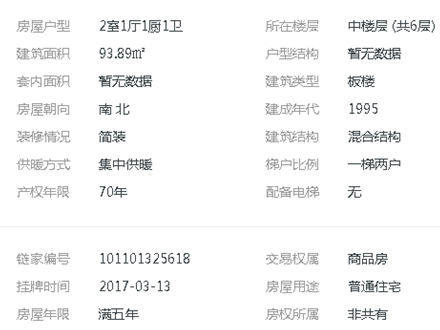 房屋户型 2室1厅1厨1卫 所在楼层 中楼层 (共6层)
建筑面积 93.89㎡ 户型结构 暂无数据
套内面积 暂无数据 建筑类型 板楼
房屋朝向 南 北 建成年代 1995
装修情况 简装 建筑结构 混合结构
供暖方式 集中供暖 梯户比例 一梯两户
产权年限 70年 配备电梯 无
链家编号 101101325618 交易权属 商品房
挂牌时间 2017-03-13 房屋用途 普通住宅
房屋年限 满五年 房权所属 非共有